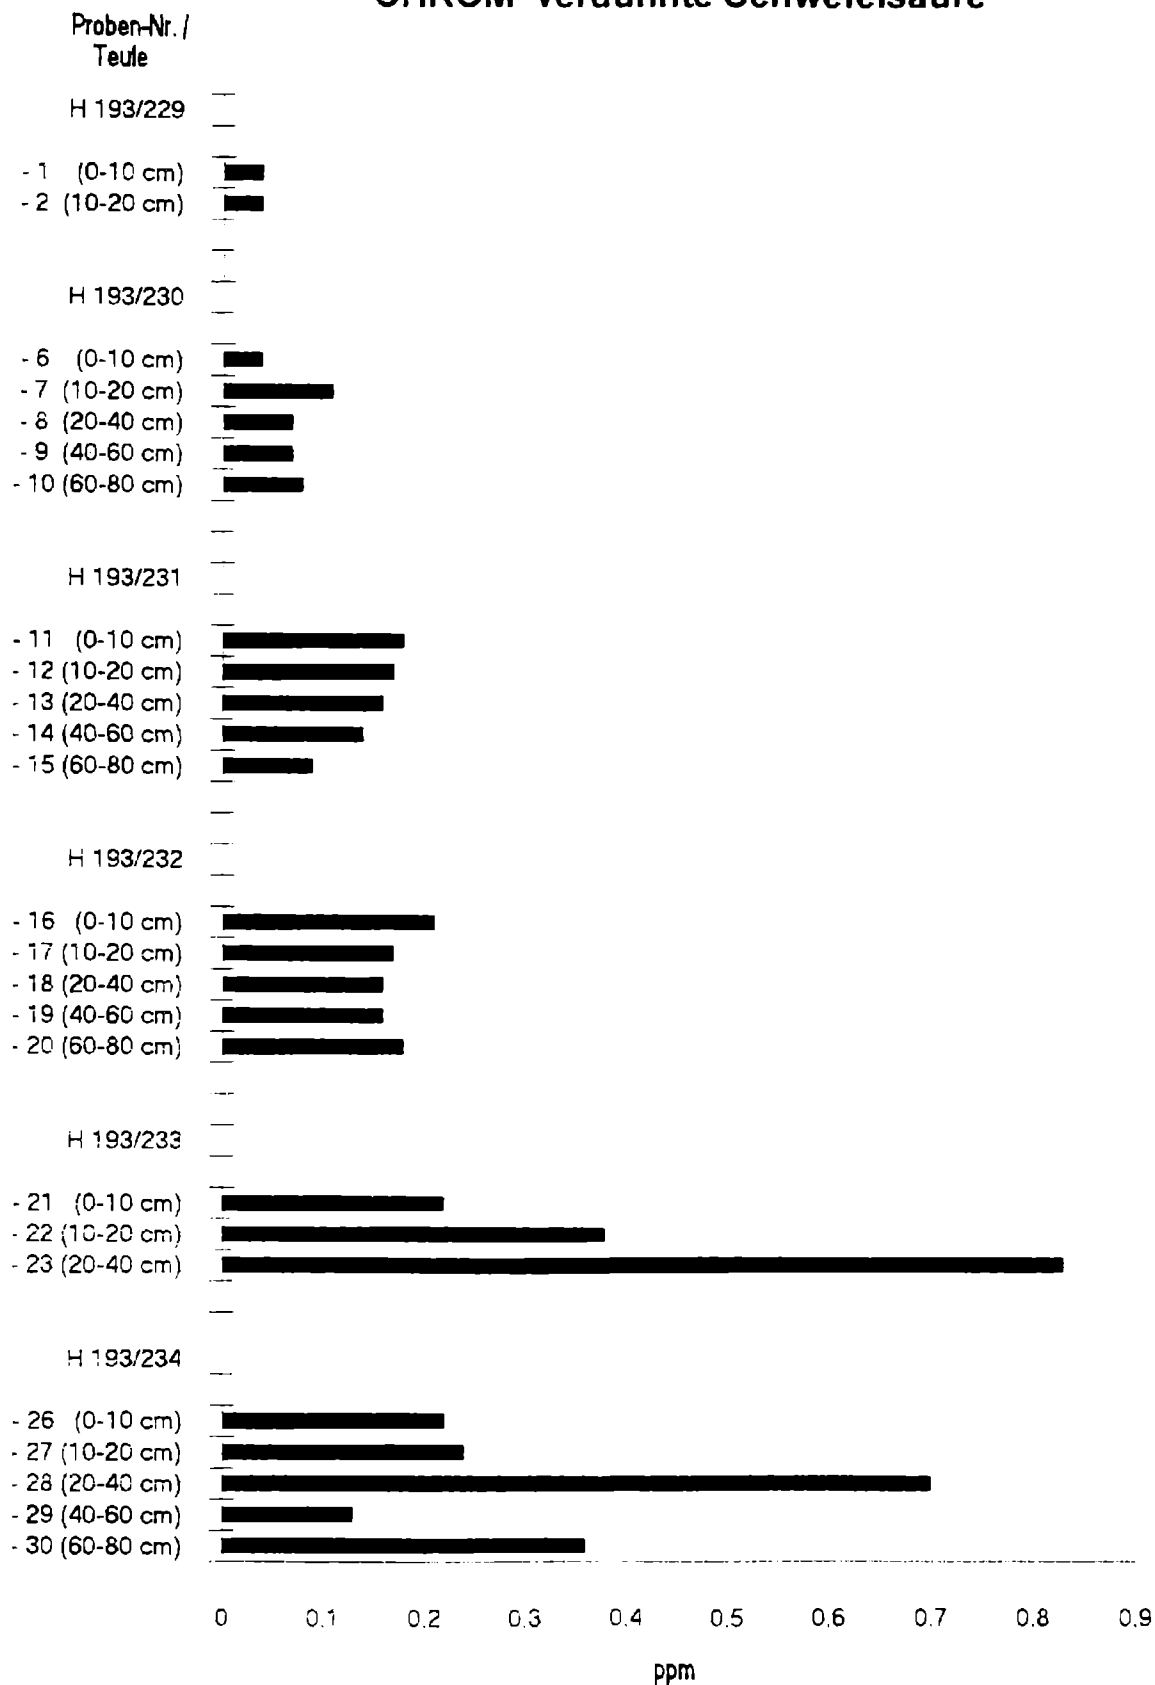 verdünnte Schwefelsäure
Proben-Nr. /
Teufe
H 193/229
- 1 (0-10 cm)
- 2 (10-20 cm)
H 193/230
- 6 (0-10 cm)
- 7 (10-20 cm)
- 8 (20-40 cm)
- 9 (40-60 cm)
- 10 (60-80 cm)
H 193/231
- 11 (0-10 cm)
- 12 (10-20 cm)
- 13 (20-40 cm)
- 14 (40-60 cm)
- 15 (60-80 cm)
H 193/232
- 16 (0-10 cm)
- 17 (10-20 cm)
- 18 (20-40 cm)
- 19 (40-60 cm)
- 20 (60-80 cm)
H 193/233
- 21 (0-10 cm)
- 22 (10-20 cm)
- 23 (20-40 cm)
H 193/234
- 26 (0-10 cm)
- 27 (10-20 cm)
- 28 (20-40 cm)
- 29 (40-60 cm)
- 30 (60-80 cm)
0 0.1 0.2 0.3 0.4 0.5 0.6 0.7 0.8 0.9
ppm